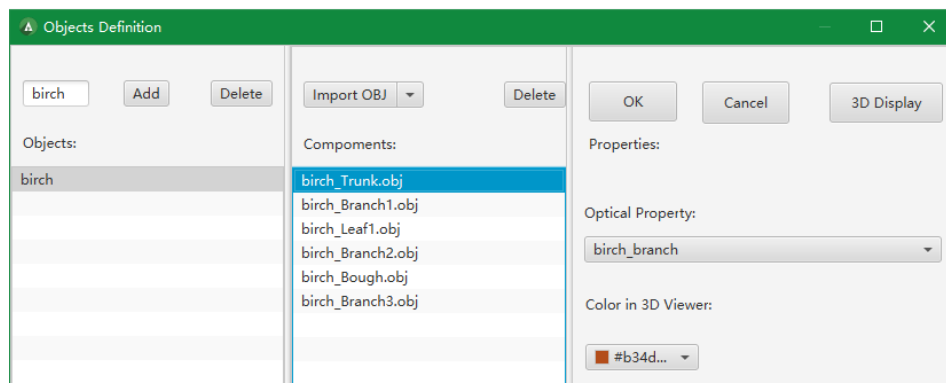 Objects Definition
birch Add Delete
Objects:
birch
Import OBJ Delete
Compoments:
birch_Trunk.obj
birch_Branch1.obj
birch_Leaf1.obj
birch_Branch2.obj
birch_Bough.obj
birch_Branch3.obj
OK Cancel 3D Display
Properties:
Optical Property:
birch_branch
Color in 3D Viewer:
#b34d...